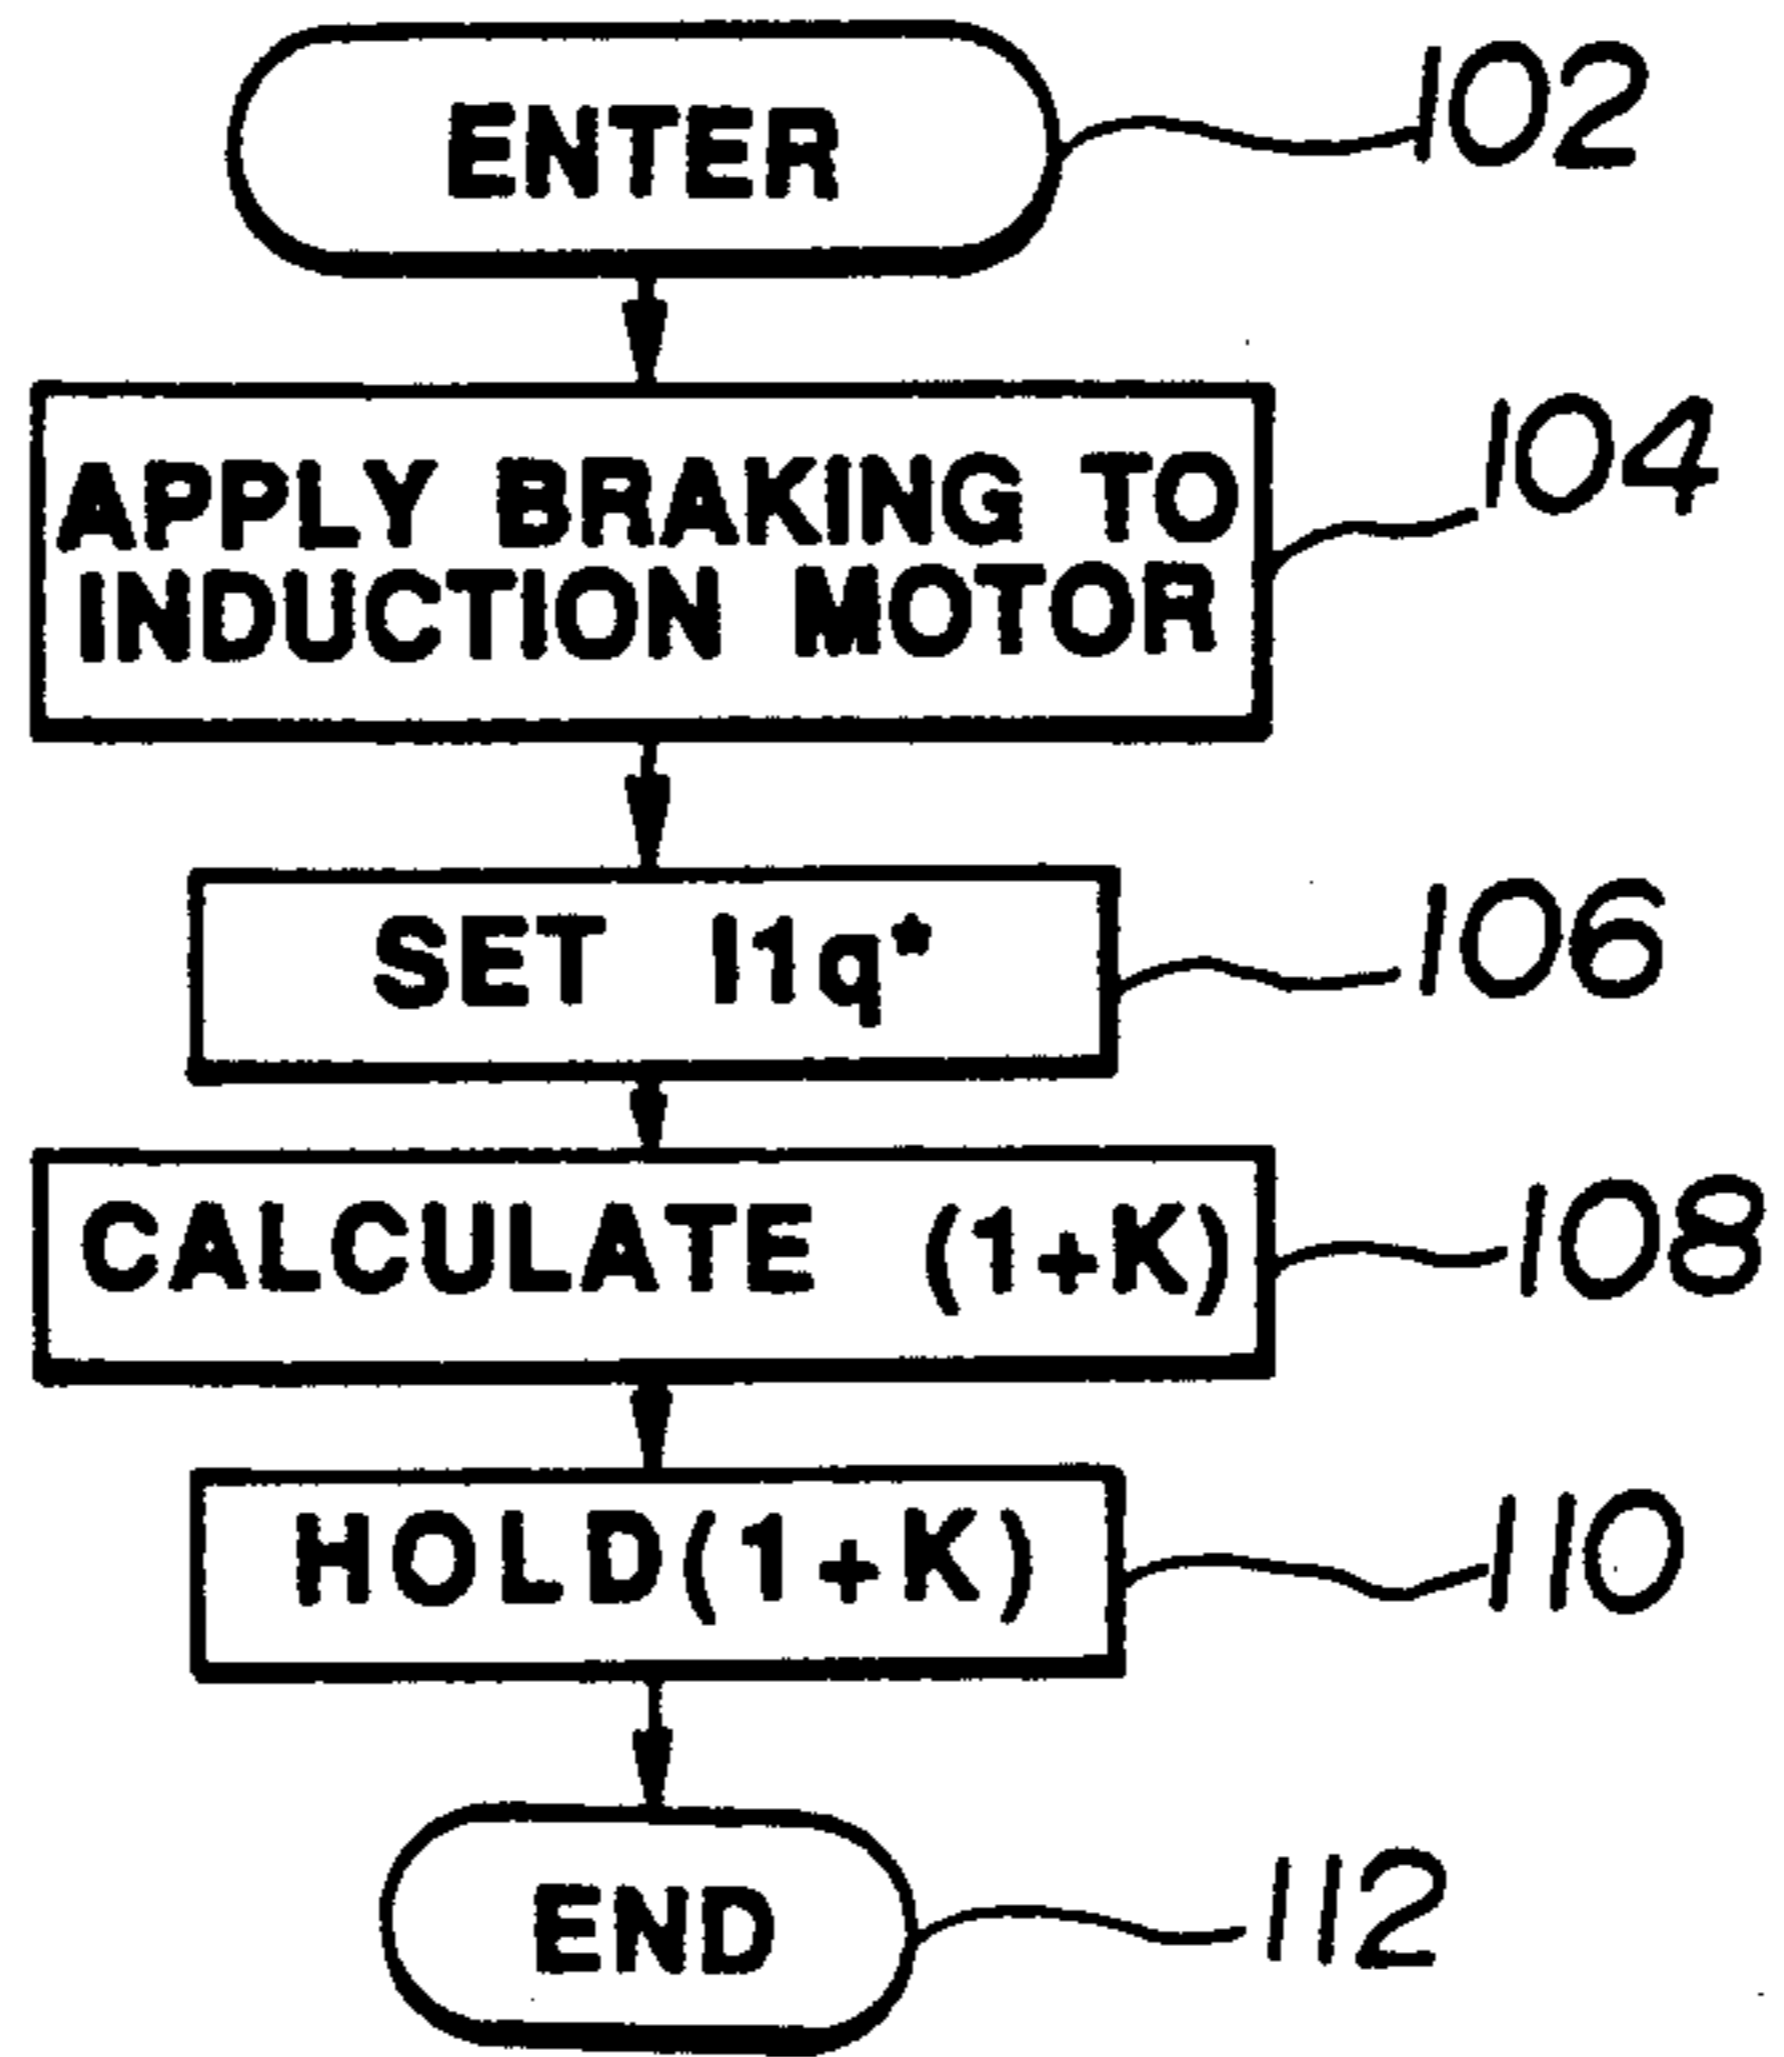 ENTER
102
APPLY BRAKING TO
INDUCTION MOTOR
104
SET I1q*
106
CALCULATE (1+K)
108
HOLD(1+K)
110
END
112